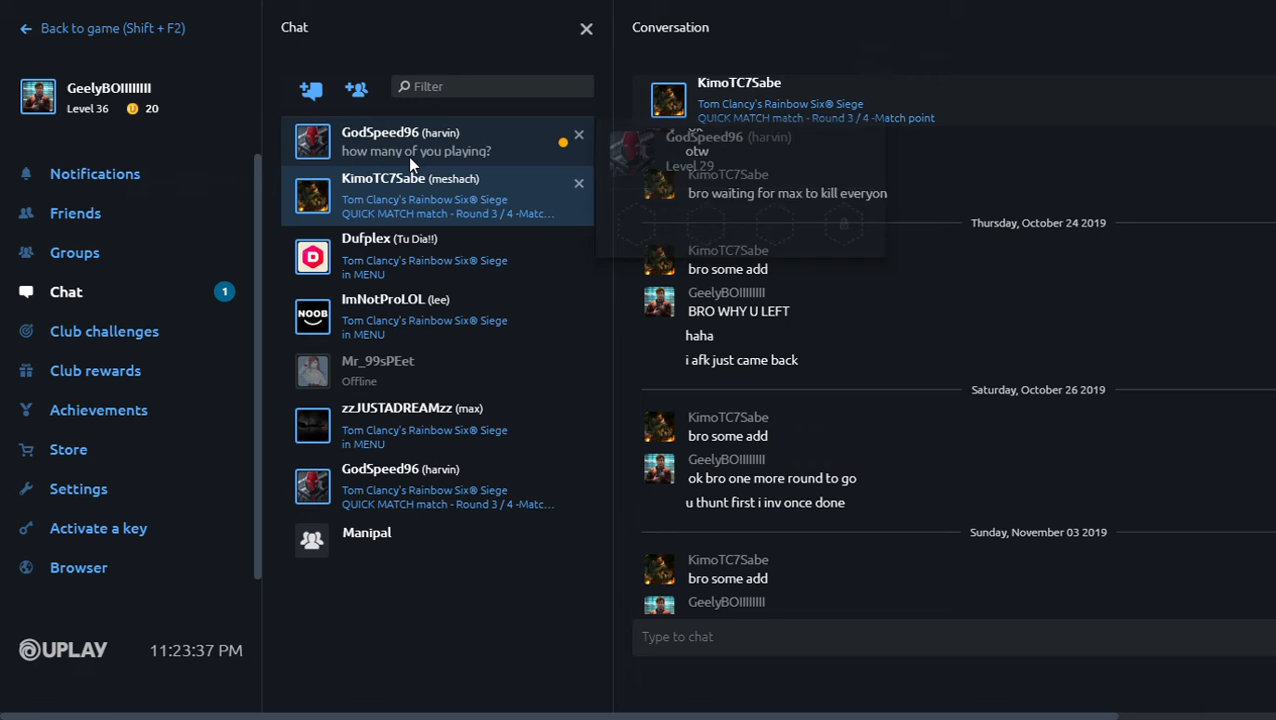 Back to game (Shift + F2)
GeelyBOIIIIIIII
Level 36 20
Notifications
Friends
Groups
Chat 1
Club challenges
Club rewards
Achievements
Store
Settings
Activate a key
Browser
UPLAY 11:23:37 PM
Chat
Filter
GodSpeed96 (harvin)
how many of you playing?
KimoTC7Sabe (meshach)
Tom Clancy's Rainbow Six® Siege
QUICK MATCH match - Round 3 / 4 -Matc...
Dufplex (Tu Dia!!)
Tom Clancy's Rainbow Six® Siege
in MENU
ImNotProLOL (lee)
NOOB
Tom Clancy's Rainbow Six® Siege
in MENU
Mr_99sPEet
Offline
zzJUSTADREAMzz (max)
Tom Clancy's Rainbow Six® Siege
in MENU
GodSpeed96 (harvin)
Tom Clancy's Rainbow Six® Siege
QUICK MATCH match - Round 3 / 4 -Matc...
Manipal
Conversation
KimoTC7Sabe
Tom Clancy's Rainbow Six® Siege
QUICK MATCH match - Round 3 / 4 -Match point
ok
GodSpeed96 (harvin)
otw
Level 29
KimoTC7Sabe
bro waiting for max to kill everyon
Thursday, October 24 2019
KimoTC7Sabe
bro some add
GeelyBOIIIIIIII
BRO WHY U LEFT
haha
i afk just came back
Saturday, October 26 2019
KimoTC7Sabe
bro some add
GeelyBOIIIIIIII
ok bro one more round to go
u thunt first i inv once done
Sunday, November 03 2019
KimoTC7Sabe
bro some add
GeelyBOIIIIIIII
Type to chat